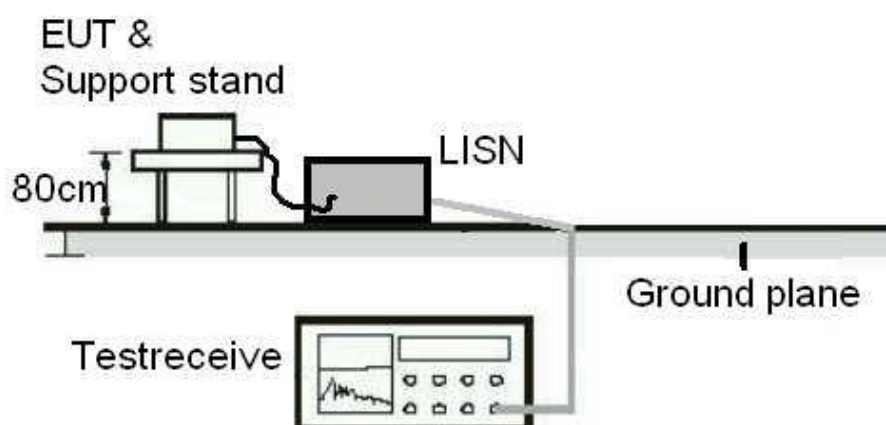 EUT &
Support stand
LISN
80cm
Ground plane
Testreceive